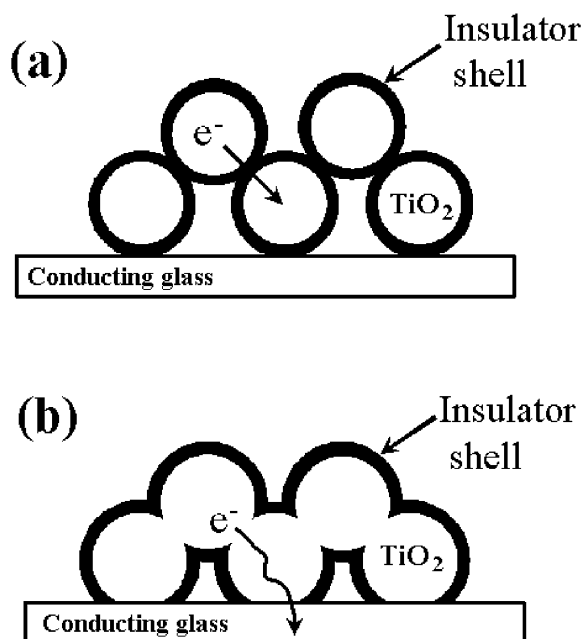 (a)
Insulator
shell
e⁻
TiO₂
Conducting glass
(b)
Insulator
shell
e⁻
TiO₂
Conducting glass